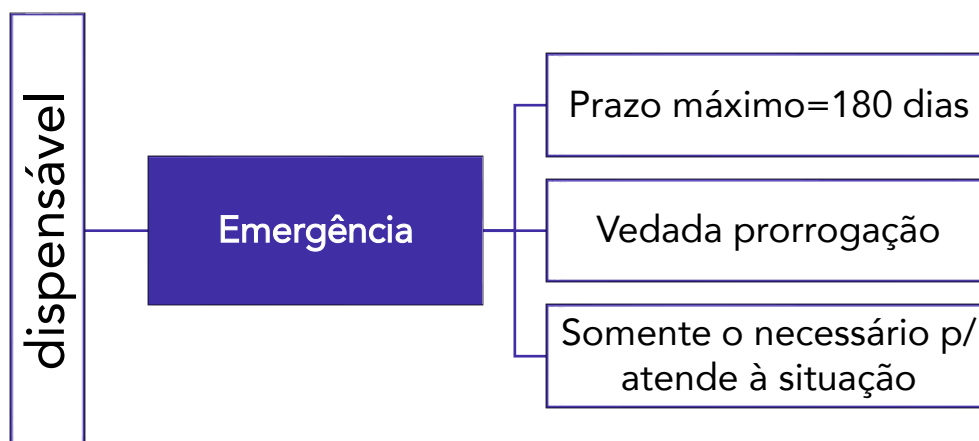 dispensável
Emergência
Prazo máximo=180 dias
Vedada prorrogação
Somente o necessário p/
atende à situação